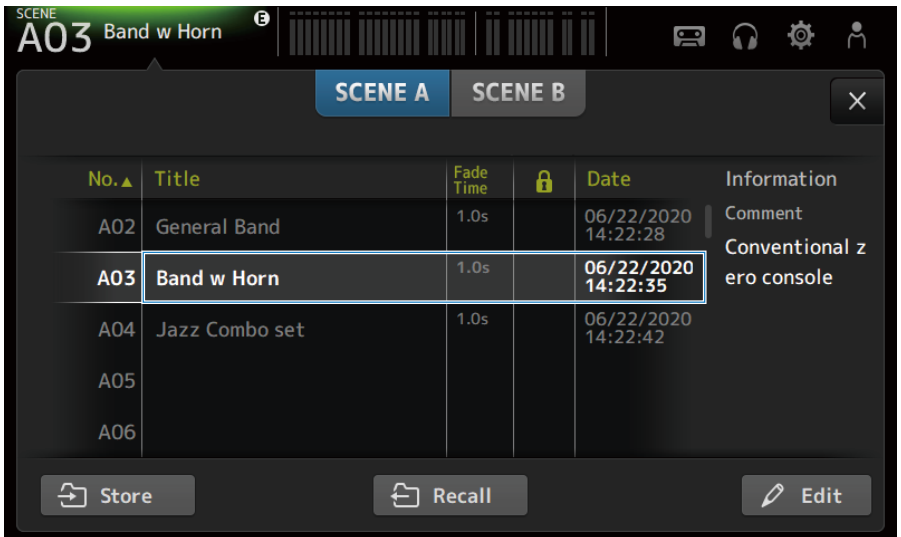 SCENE
A03 Band w Horn E
SCENE A SCENE B
No. Title Fade Time Date Information
A02 General Band 1.0s 06/22/2020 14:22:28 Comment
A03 Band w Horn 1.0s 06/22/2020 14:22:35 Conventional z
ero console
A04 Jazz Combo set 1.0s 06/22/2020 14:22:42
A05
A06
Store Recall Edit